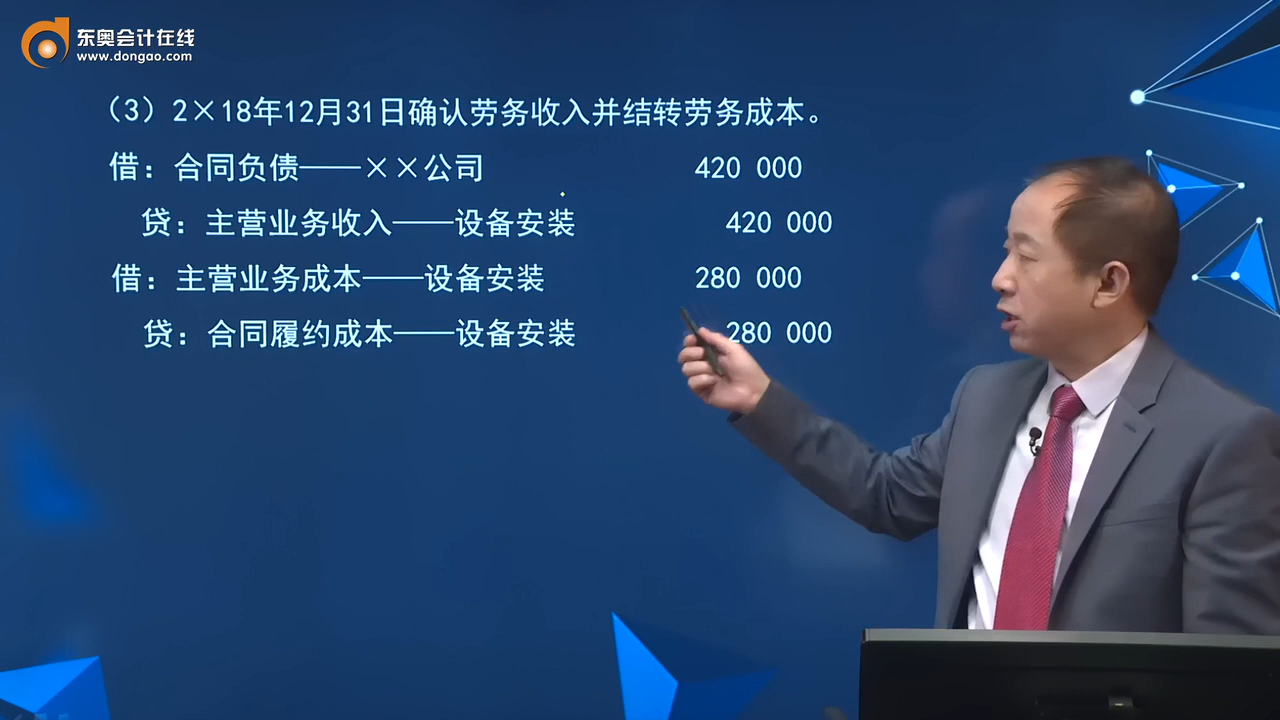 东奥会计在线
www.dongao.com
（3）2×18年12月31日确认劳务收入并结转劳务成本。
借：合同负债——××公司 420 000
贷：主营业务收入——设备安装 420 000
借：主营业务成本——设备安装 280 000
贷：合同履约成本——设备安装 280 000